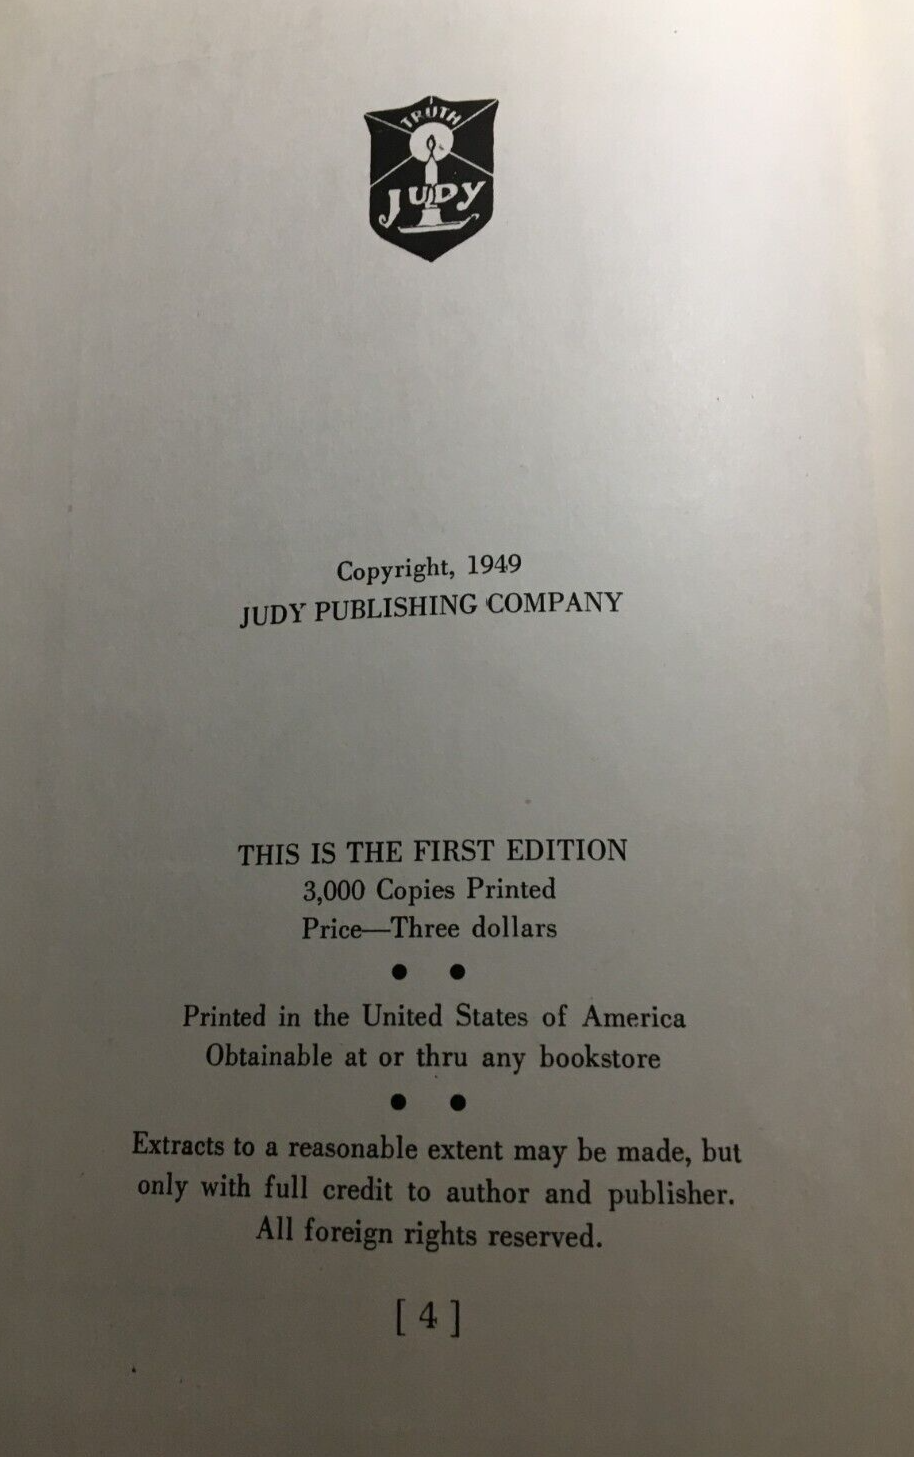 TRUTH
JUDY
Copyright, 1949
JUDY PUBLISHING COMPANY
THIS IS THE FIRST EDITION
3,000 Copies Printed
Price—Three dollars
● ●
Printed in the United States of America
Obtainable at or thru any bookstore
● ●
Extracts to a reasonable extent may be made, but
only with full credit to author and publisher.
All foreign rights reserved.
[ 4 ]